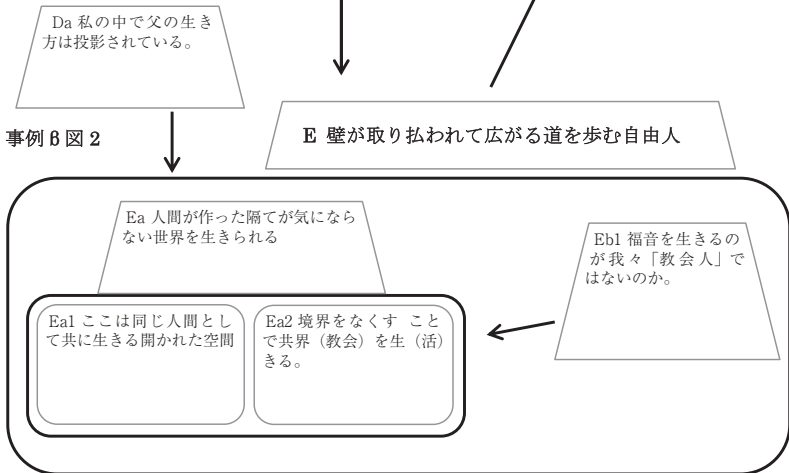 Da 私の中で父の生き
方は投影されている。
事例β図2
E 壁が取り払われて広がる道を歩む自由人
Ea 人間が作った隔てが気になら
ない世界を生きられる
Eb1 福音を生きるの
が我々「教会人」で
はないのか。
Ea1 ここは同じ人間とし
て共に生きる開かれた空間
Ea2 境界をなくす こと
で共界（教会）を生（活）
きる。